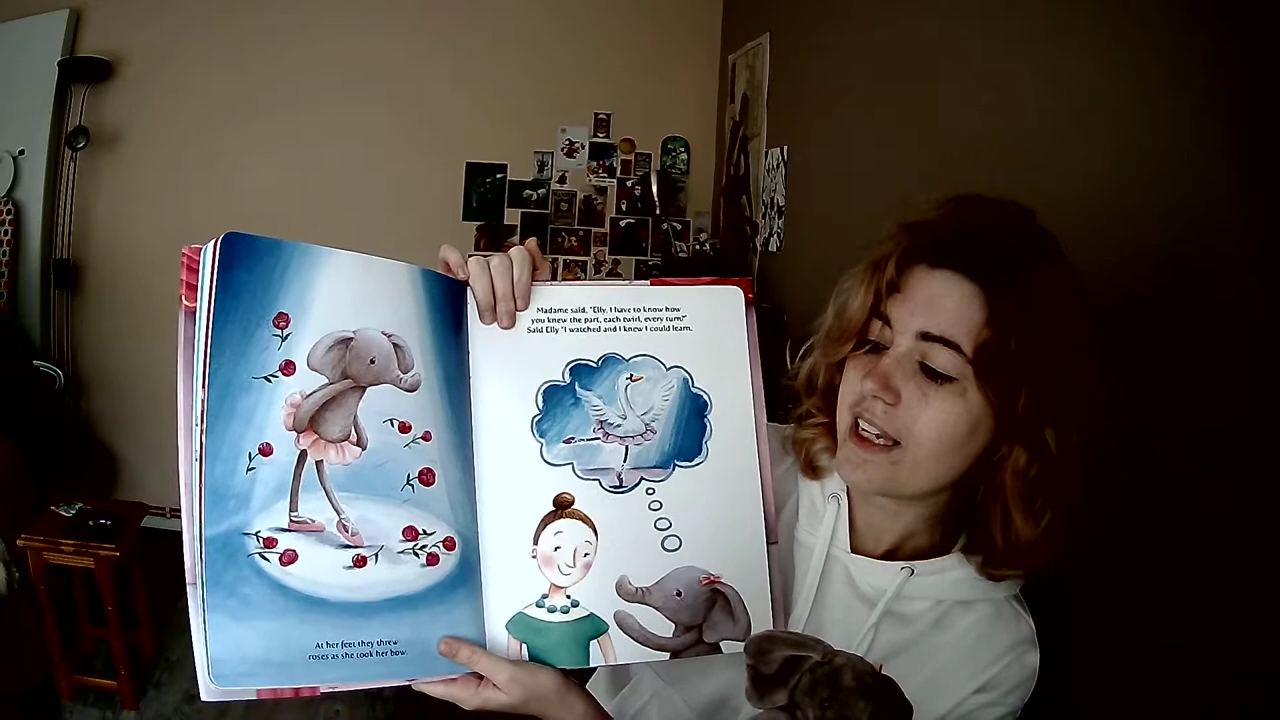 At her feet they threw
roses as she took her bow.
Madame said, "Elly, I have to know how
you knew the part, each twirl, every turn?"
Said Elly "I watched and I knew I could learn.